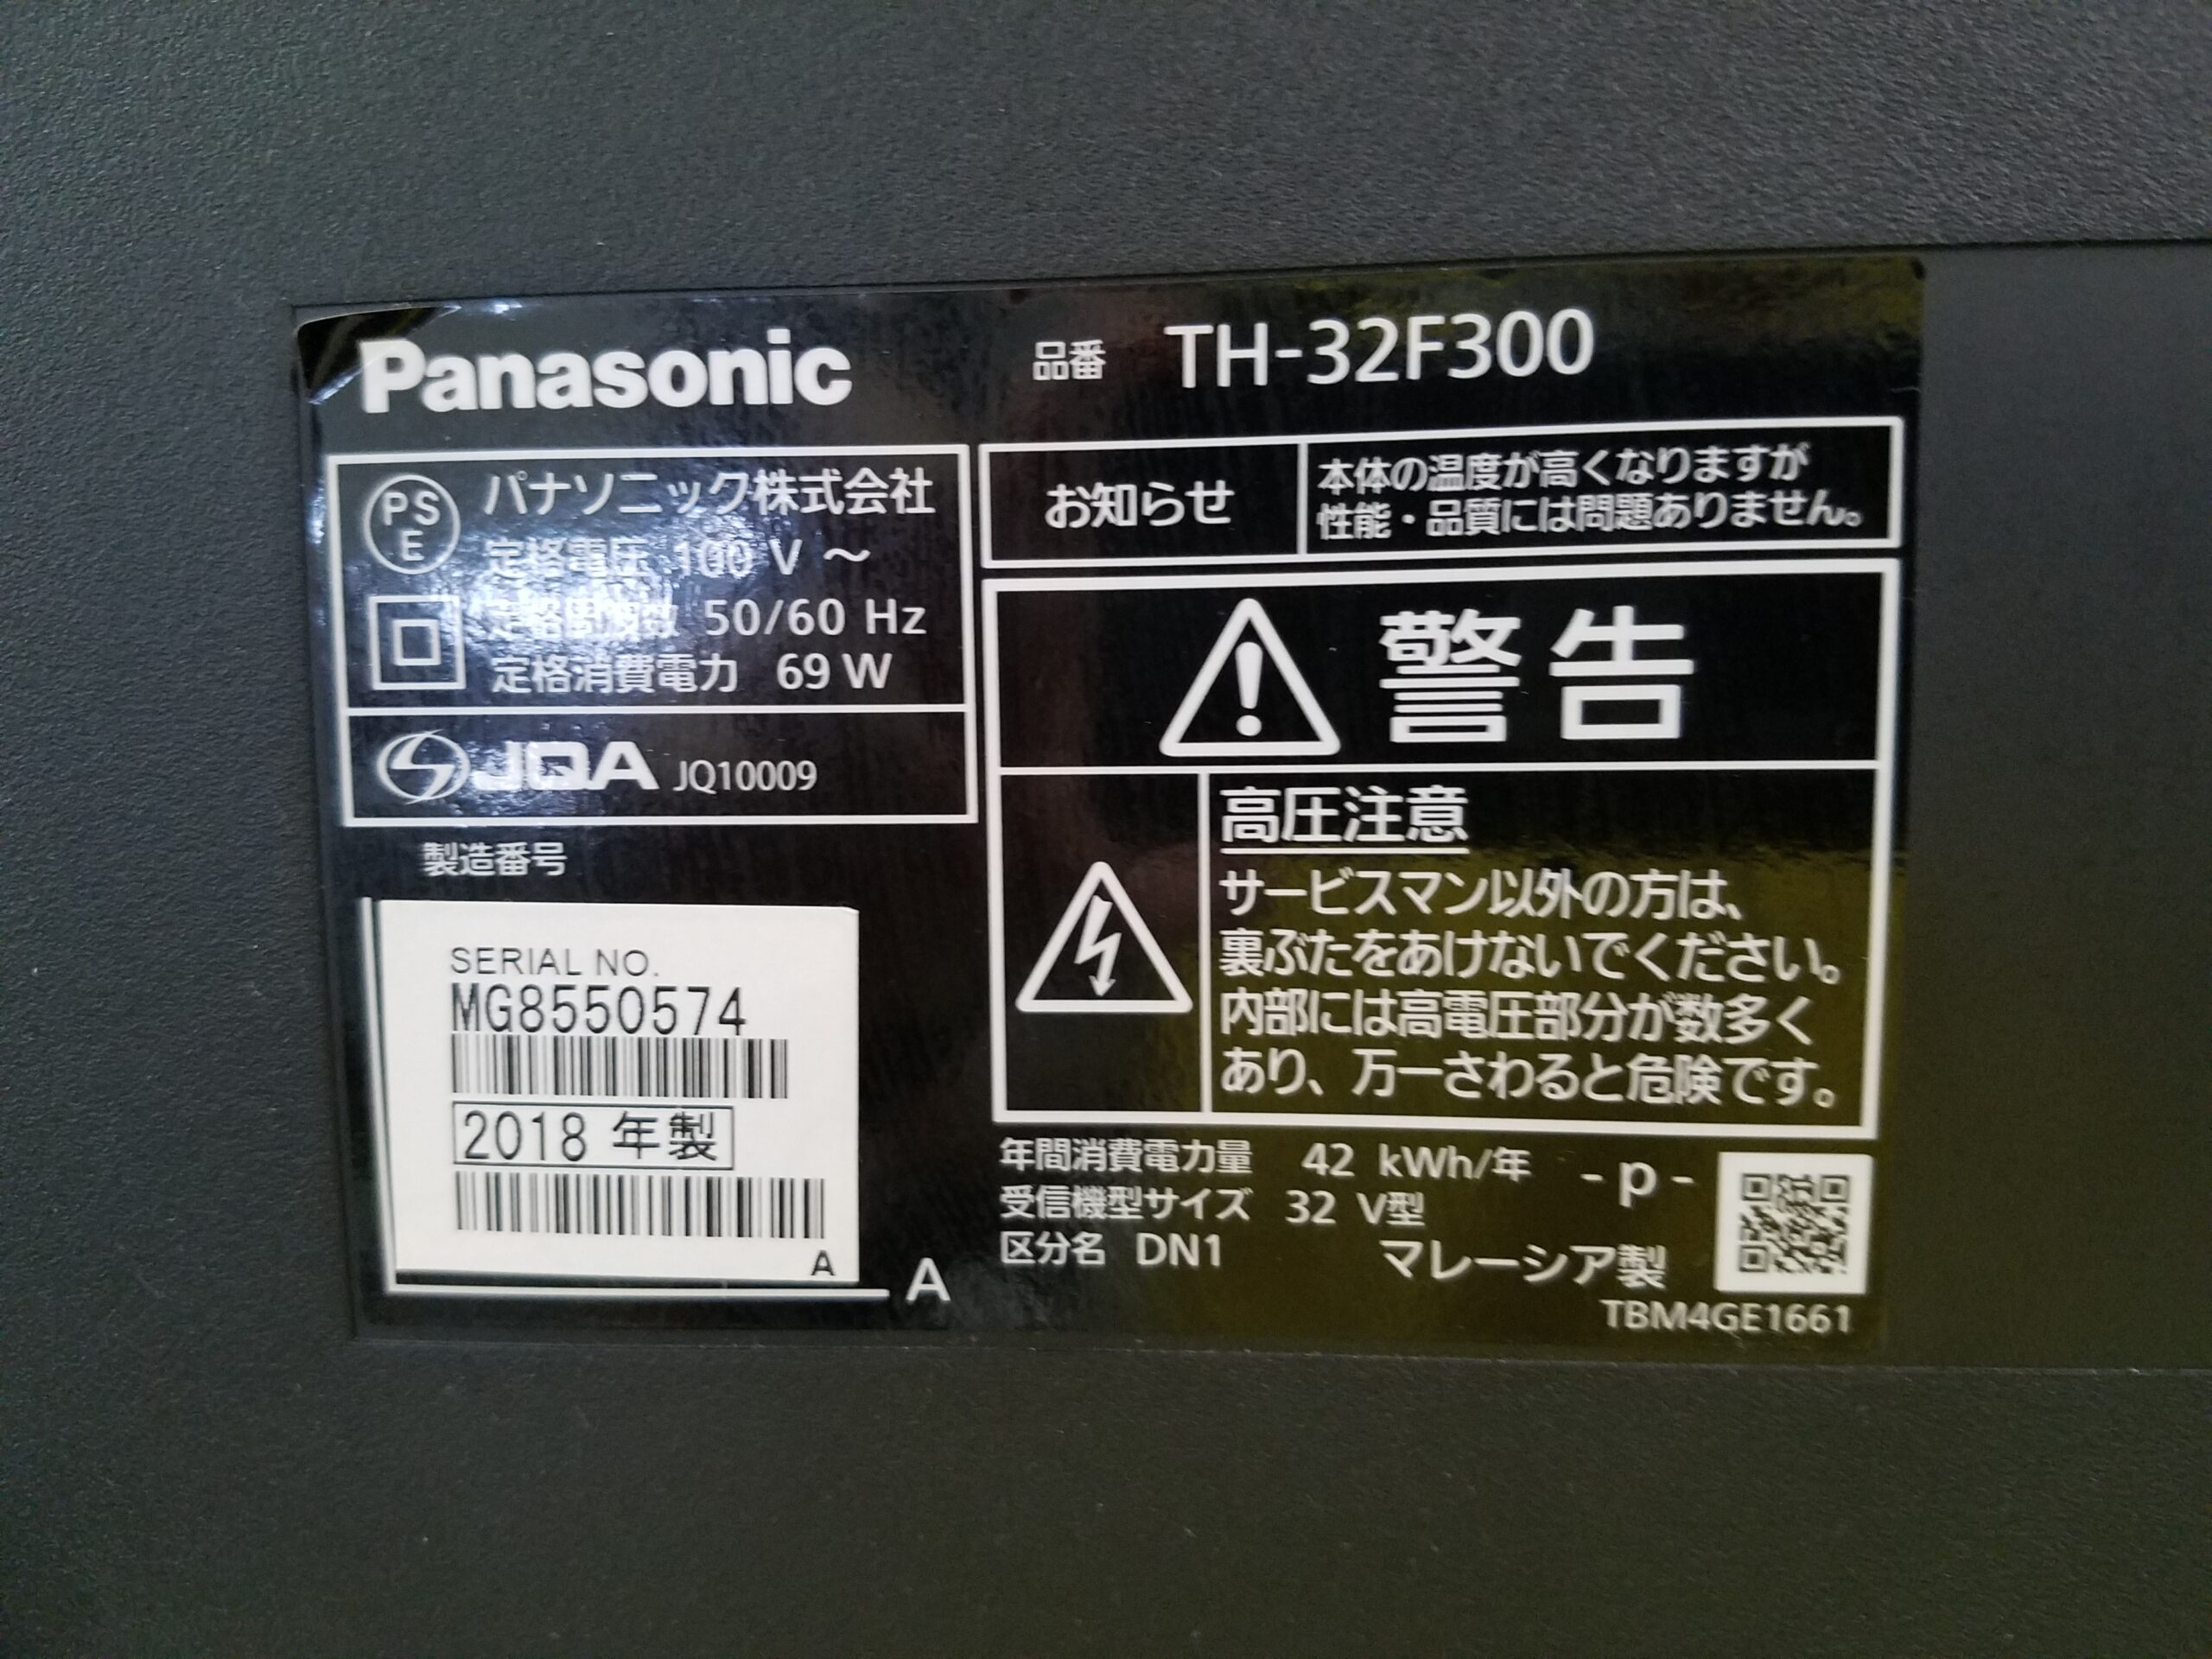 Panasonic
品番 TH-32F300
PS
E
パナソニック株式会社
定格電圧 100 V ～
定格周波数 50/60 Hz
定格消費電力 69 W
JQA JQ10009
製造番号
SERIAL NO.
MG8550574
2018 年製
A
A
お知らせ
本体の温度が高くなりますが
性能・品質には問題ありません。
警告
高圧注意
サービスマン以外の方は、
裏ぶたをあけないでください。
内部には高電圧部分が数多く
あり、万一さわると危険です。
年間消費電力量 42 kWh/年 - p -
受信機型サイズ 32 V型
区分名 DN1 マレーシア製
TBM4GE1661